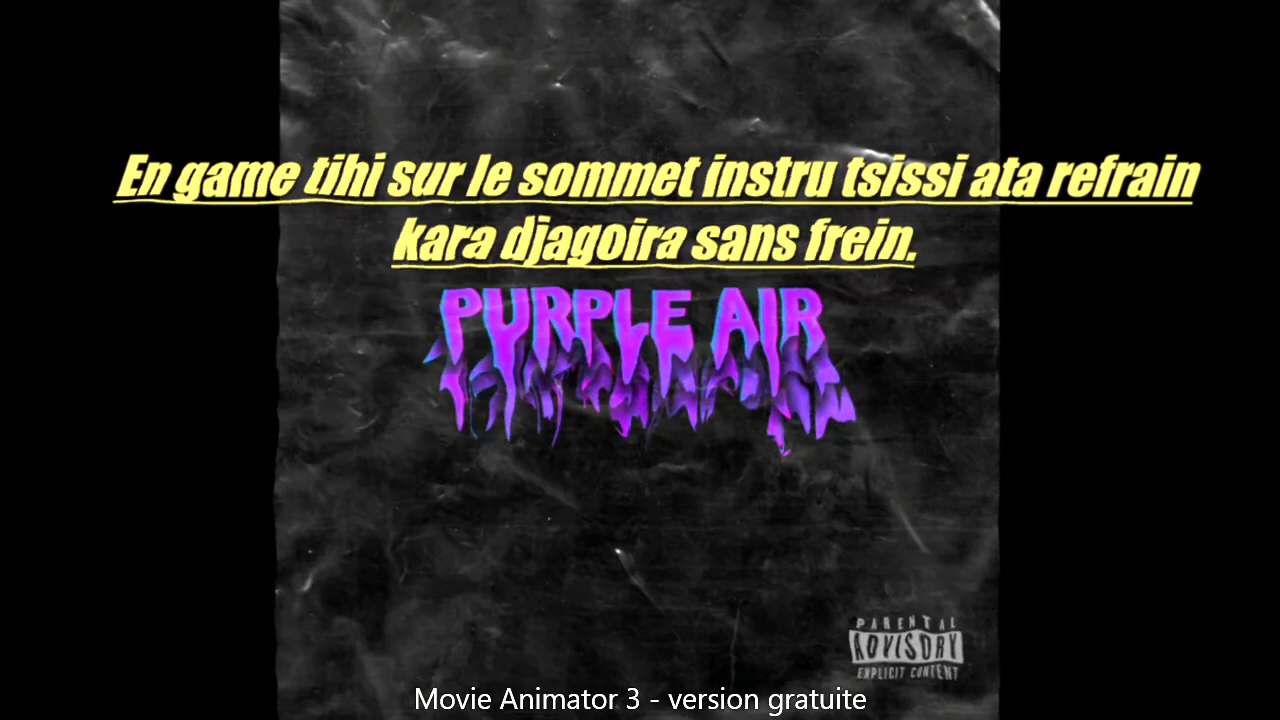 En game tihi sur le sommet instru tsissi ata refrain
kara djagoira sans frein.
PURPLE AIR
PARENTAL
ADVISORY
EXPLICIT CONTENT
Movie Animator 3 - version gratuite